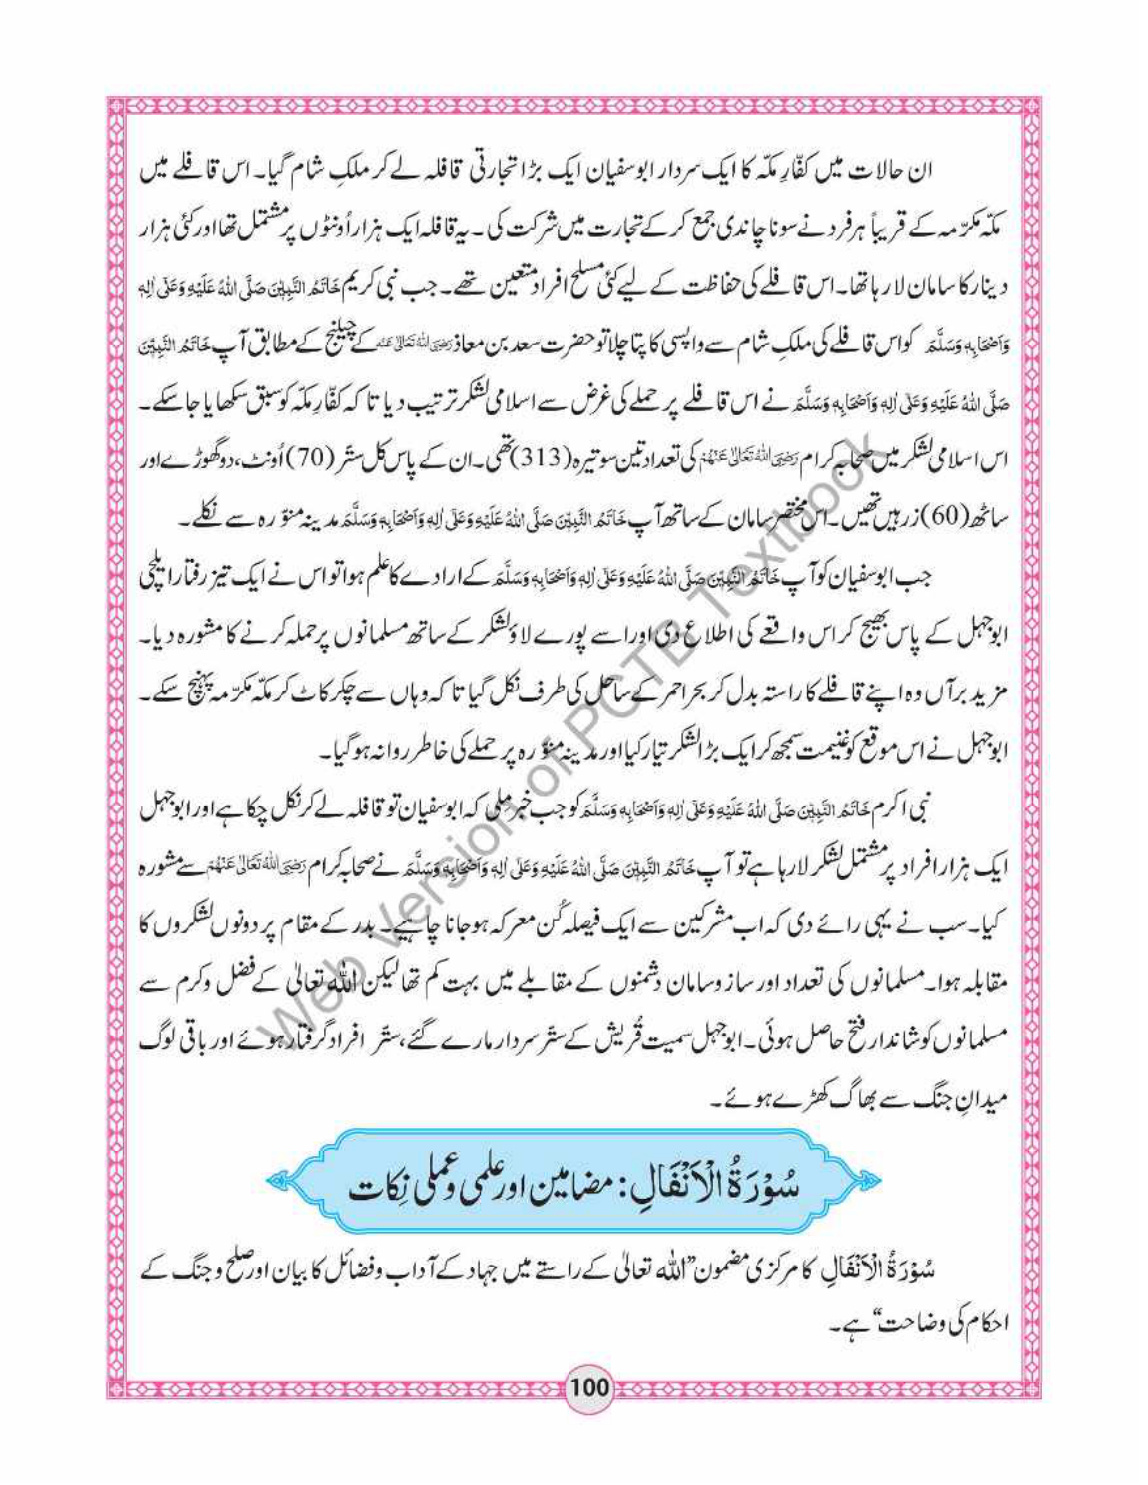 ان حالات میں کفّارِ مکّہ کا ایک سردار ابوسفیان ایک بڑا تجارتی قافلہ لے کر ملکِ شام گیا۔ اس قافلے میں
مکّہ مکرّمہ کے قریباً ہر فرد نے سونا چاندی جمع کر کے تجارت میں شرکت کی۔ یہ قافلہ ایک ہزار اُونٹوں پر مشتمل تھا اور کئی ہزار
دینار کا سامان لا رہا تھا۔ اس قافلے کی حفاظت کے لیے کئی مسلح افراد متعین تھے۔ جب نبی کریم خَاتَمُ النَّبِیّٖنَ صَلَّی اللّٰہُ عَلَیْہِ وَعَلٰی اٰلِہٖ
وَاَصْحَابِہٖ وَسَلَّمَ کو اس قافلے کی ملکِ شام سے واپسی کا پتا چلا تو حضرت سعد بن معاذ رَضِیَ اللّٰہُ تَعَالٰی عَنْہُ کے چیلنج کے مطابق آپ خَاتَمُ النَّبِیّٖنَ
صَلَّی اللّٰہُ عَلَیْہِ وَعَلٰی اٰلِہٖ وَاَصْحَابِہٖ وَسَلَّمَ نے اس قافلے پر حملے کی غرض سے اسلامی لشکر ترتیب دیا تا کہ کفّارِ مکّہ کو سبق سکھایا جا سکے۔
اس اسلامی لشکر میں صحابہ کرام رَضِیَ اللّٰہُ تَعَالٰی عَنْہُمْ کی تعداد تین سو تیرہ (313) تھی۔ ان کے پاس کل ستّر (70) اُونٹ، دو گھوڑے اور
ساٹھ (60) زرہیں تھیں۔ اس مختصر سامان کے ساتھ آپ خَاتَمُ النَّبِیّٖنَ صَلَّی اللّٰہُ عَلَیْہِ وَعَلٰی اٰلِہٖ وَاَصْحَابِہٖ وَسَلَّمَ مدینہ منوّرہ سے نکلے۔
جب ابوسفیان کو آپ خَاتَمُ النَّبِیّٖنَ صَلَّی اللّٰہُ عَلَیْہِ وَعَلٰی اٰلِہٖ وَاَصْحَابِہٖ وَسَلَّمَ کے ارادے کا علم ہوا تو اس نے ایک تیز رفتار ایلچی
ابوجہل کے پاس بھیج کر اس واقعے کی اطلاع دی اور اسے پورے لاؤ لشکر کے ساتھ مسلمانوں پر حملہ کرنے کا مشورہ دیا۔
مزید برآں وہ اپنے قافلے کا راستہ بدل کر بحرِ احمر کے ساحل کی طرف نکل گیا تا کہ وہاں سے چکر کاٹ کر مکّہ مکرّمہ پہنچ سکے۔
ابوجہل نے اس موقع کو غنیمت سمجھ کر ایک بڑا لشکر تیار کیا اور مدینہ منوّرہ پر حملے کی خاطر روانہ ہو گیا۔
نبی اکرم خَاتَمُ النَّبِیّٖنَ صَلَّی اللّٰہُ عَلَیْہِ وَعَلٰی اٰلِہٖ وَاَصْحَابِہٖ وَسَلَّمَ کو جب خبر ملی کہ ابوسفیان تو قافلہ لے کر نکل چکا ہے اور ابوجہل
ایک ہزار افراد پر مشتمل لشکر لا رہا ہے تو آپ خَاتَمُ النَّبِیّٖنَ صَلَّی اللّٰہُ عَلَیْہِ وَعَلٰی اٰلِہٖ وَاَصْحَابِہٖ وَسَلَّمَ نے صحابہ کرام رَضِیَ اللّٰہُ تَعَالٰی عَنْہُمْ سے مشورہ
کیا۔ سب نے یہی رائے دی کہ اب مشرکین سے ایک فیصلہ کُن معرکہ ہو جانا چاہیے۔ بدر کے مقام پر دونوں لشکروں کا
مقابلہ ہوا۔ مسلمانوں کی تعداد اور ساز و سامان دشمنوں کے مقابلے میں بہت کم تھا لیکن اللہ تعالیٰ کے فضل و کرم سے
مسلمانوں کو شاندار فتح حاصل ہوئی۔ ابوجہل سمیت قُریش کے ستّر سردار مارے گئے، ستّر افراد گرفتار ہوئے اور باقی لوگ
میدانِ جنگ سے بھاگ کھڑے ہوئے۔
سُوْرَۃُ الْاَنْفَالِ: مضامین اور علمی و عملی نِکات
سُوْرَۃُ الْاَنْفَالِ کا مرکزی مضمون ”اللہ تعالیٰ کے راستے میں جہاد کے آداب و فضائل کا بیان اور صلح و جنگ کے
احکام کی وضاحت“ ہے۔
100
Web Version of PCTB Textbook